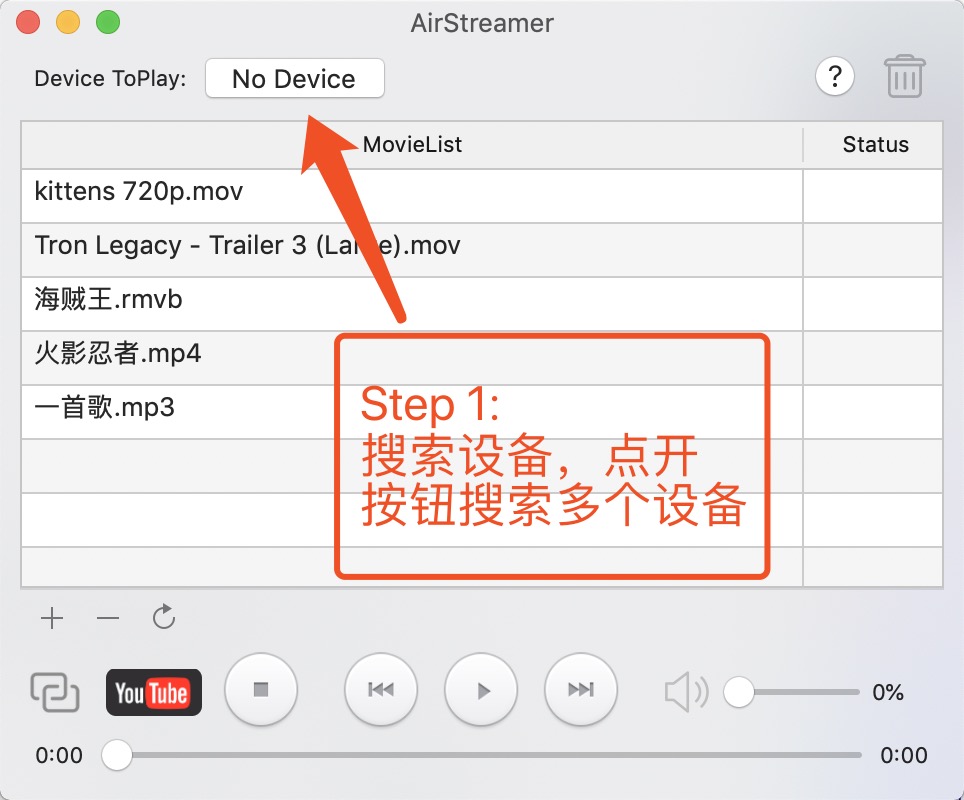 AirStreamer
Device ToPlay: No Device ?
MovieList Status
kittens 720p.mov
Tron Legacy - Trailer 3 (Large).mov
海贼王.rmvb
火影忍者.mp4
一首歌.mp3
Step 1:
搜索设备，点开
按钮搜索多个设备
YouTube 0%
0:00 0:00